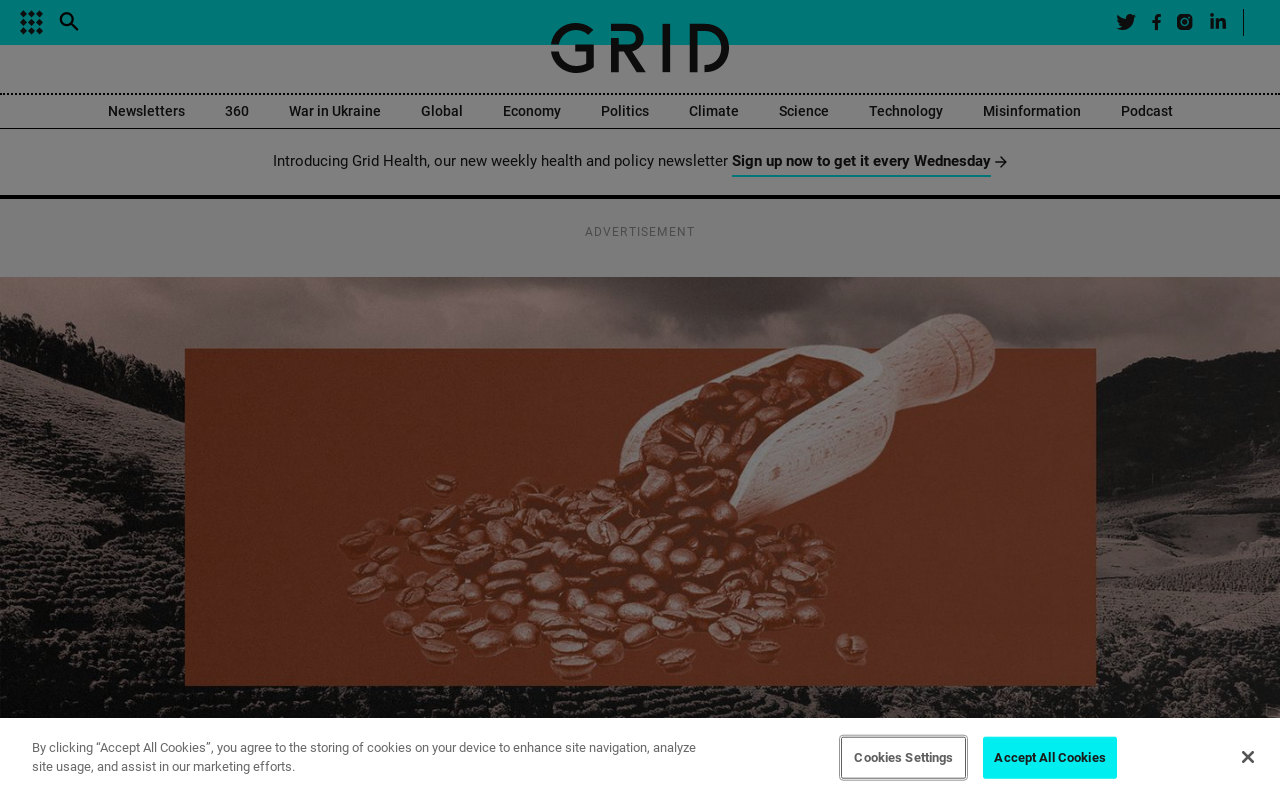 GRID
Newsletters 360 War in Ukraine Global Economy Politics Climate Science Technology Misinformation Podcast
Introducing Grid Health, our new weekly health and policy newsletter Sign up now to get it every Wednesday
ADVERTISEMENT
By clicking “Accept All Cookies”, you agree to the storing of cookies on your device to enhance site navigation, analyze
site usage, and assist in our marketing efforts.
Cookies Settings
Accept All Cookies